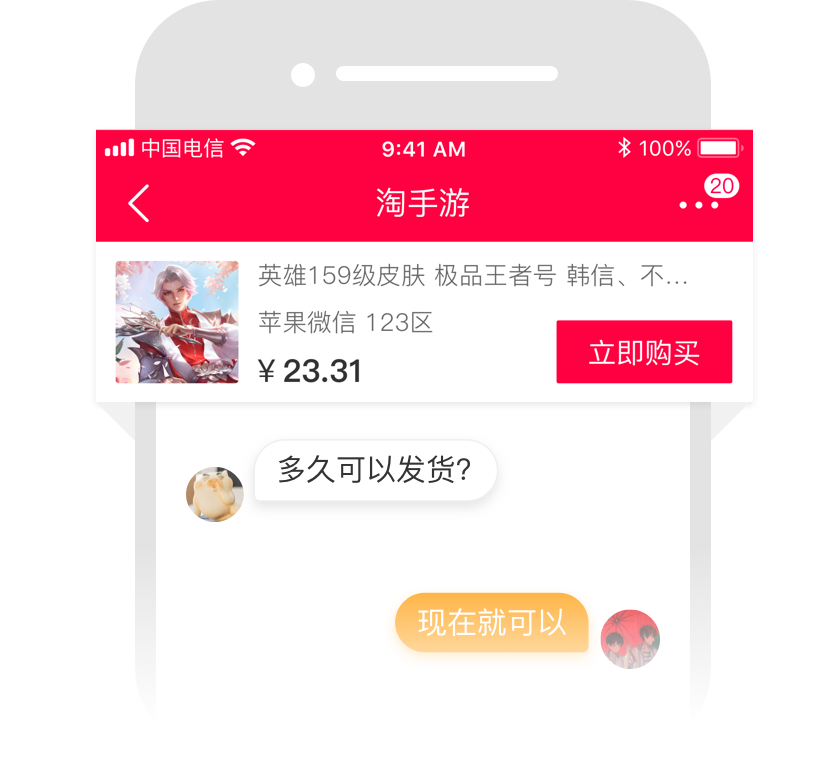 中国电信 9:41 AM 100%
淘手游 20
英雄159级皮肤 极品王者号 韩信、不...
苹果微信 123区
¥ 23.31
立即购买
多久可以发货?
现在就可以